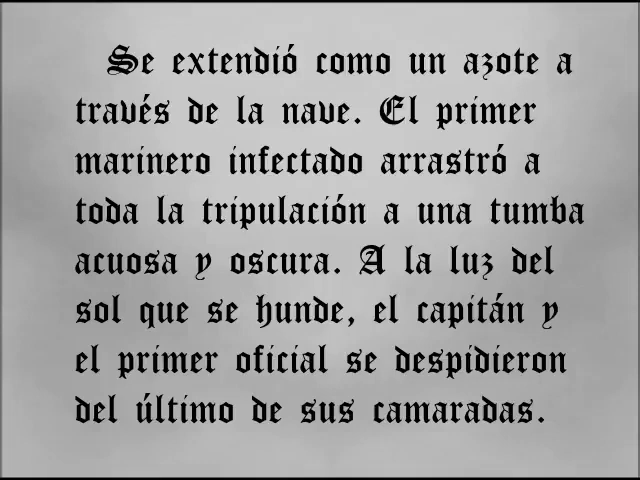 Se extendió como un azote a
través de la nave. El primer
marinero infectado arrastró a
toda la tripulación a una tumba
acuosa y oscura. A la luz del
sol que se hunde, el capitán y
el primer oficial se despidieron
del último de sus camaradas.